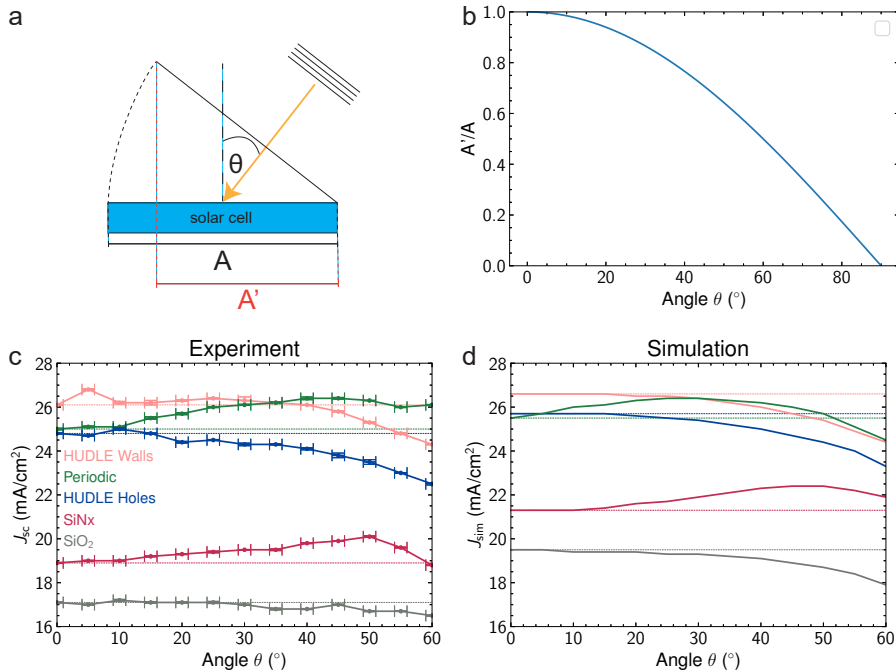 a
θ
solar cell
A
A'
b
1.0
0.8
0.6
0.4
0.2
0.0
A'/A
0 20 40 60 80
Angle θ (°)
c
Experiment
28
26
24
22
20
18
16
Jsc (mA/cm²)
HUDLE Walls
Periodic
HUDLE Holes
SiNx
SiO₂
0 10 20 30 40 50 60
Angle θ (°)
d
Simulation
28
26
24
22
20
18
16
Jsim (mA/cm²)
0 10 20 30 40 50 60
Angle θ (°)